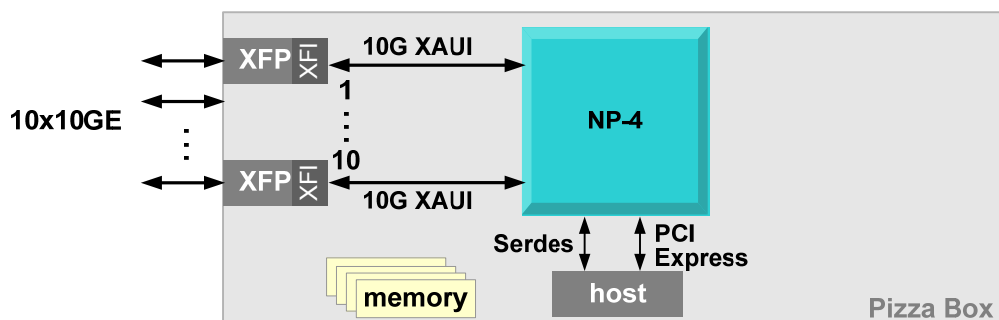 10x10GE
XFP
XFI
10G XAUI
1
10
XFP
XFI
10G XAUI
NP-4
Serdes
PCI
Express
host
memory
Pizza Box